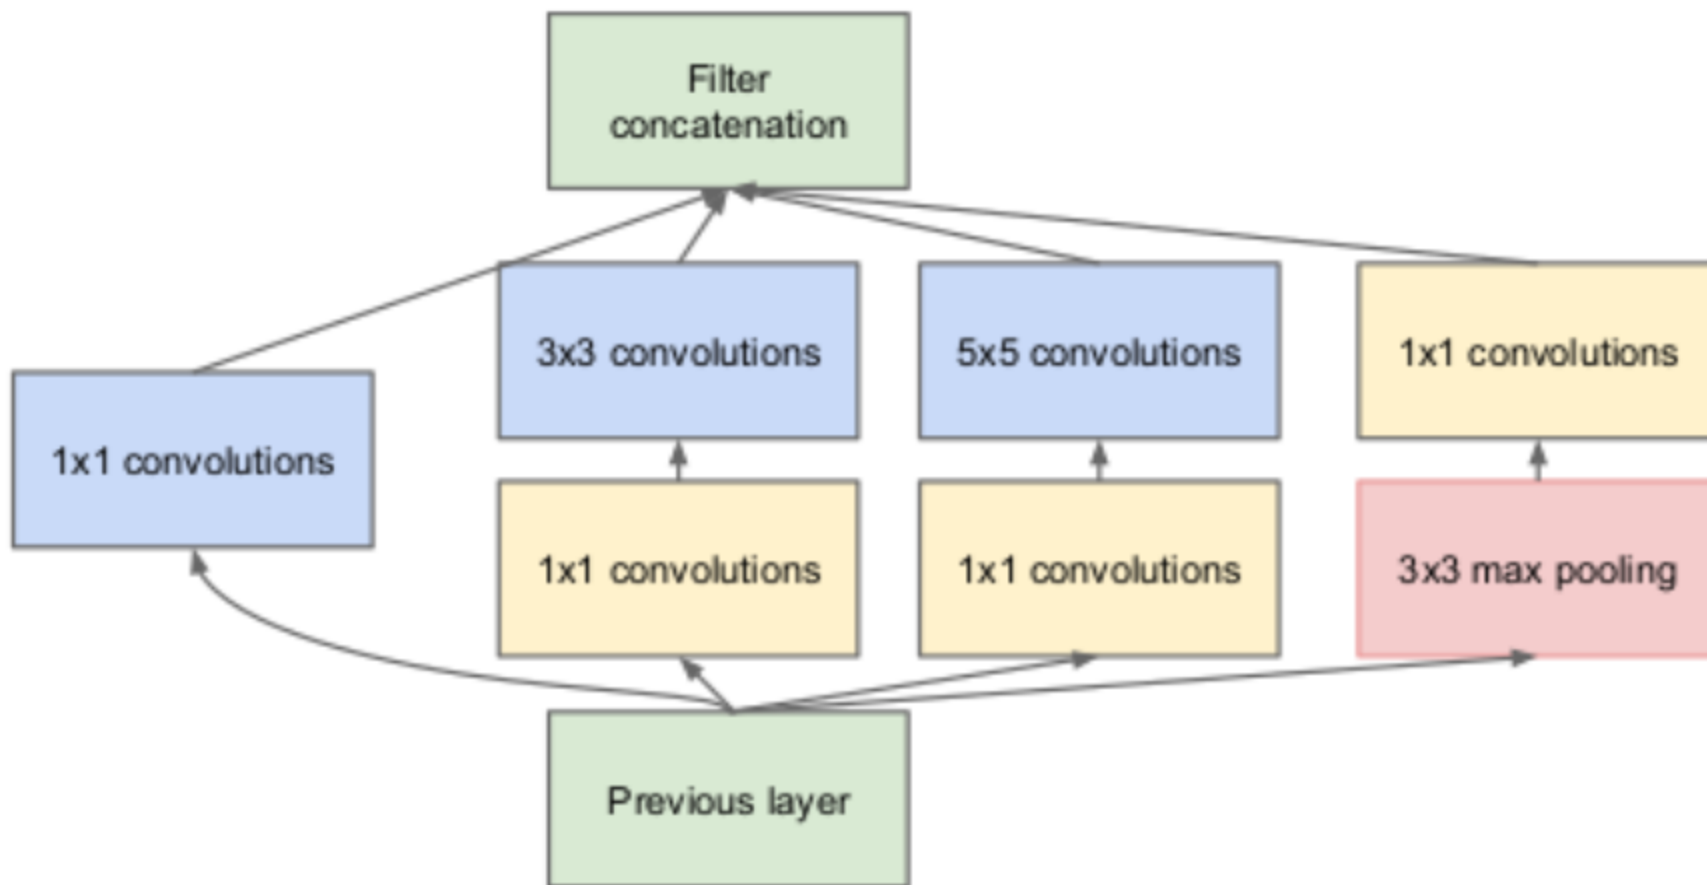 Filter
concatenation
3x3 convolutions
5x5 convolutions
1x1 convolutions
1x1 convolutions
1x1 convolutions
1x1 convolutions
3x3 max pooling
Previous layer